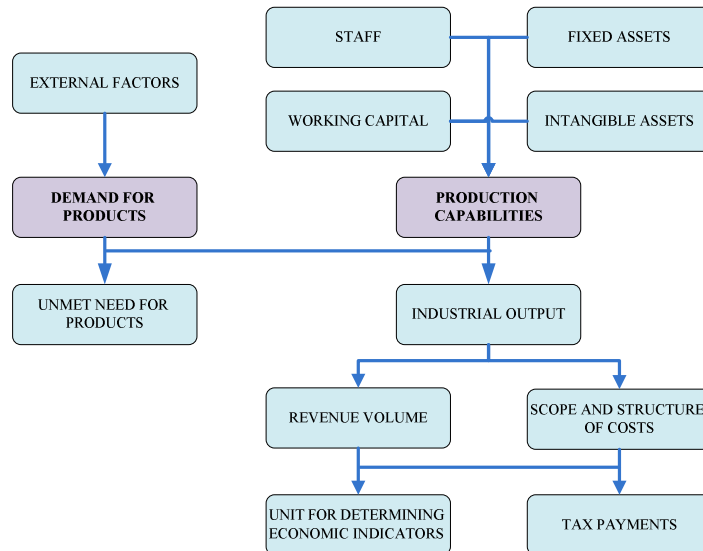 STAFF
FIXED ASSETS
EXTERNAL FACTORS
WORKING CAPITAL
INTANGIBLE ASSETS
DEMAND FOR
PRODUCTS
PRODUCTION
CAPABILITIES
UNMET NEED FOR
PRODUCTS
INDUSTRIAL OUTPUT
REVENUE VOLUME
SCOPE AND STRUCTURE
OF COSTS
UNIT FOR DETERMINING
ECONOMIC INDICATORS
TAX PAYMENTS